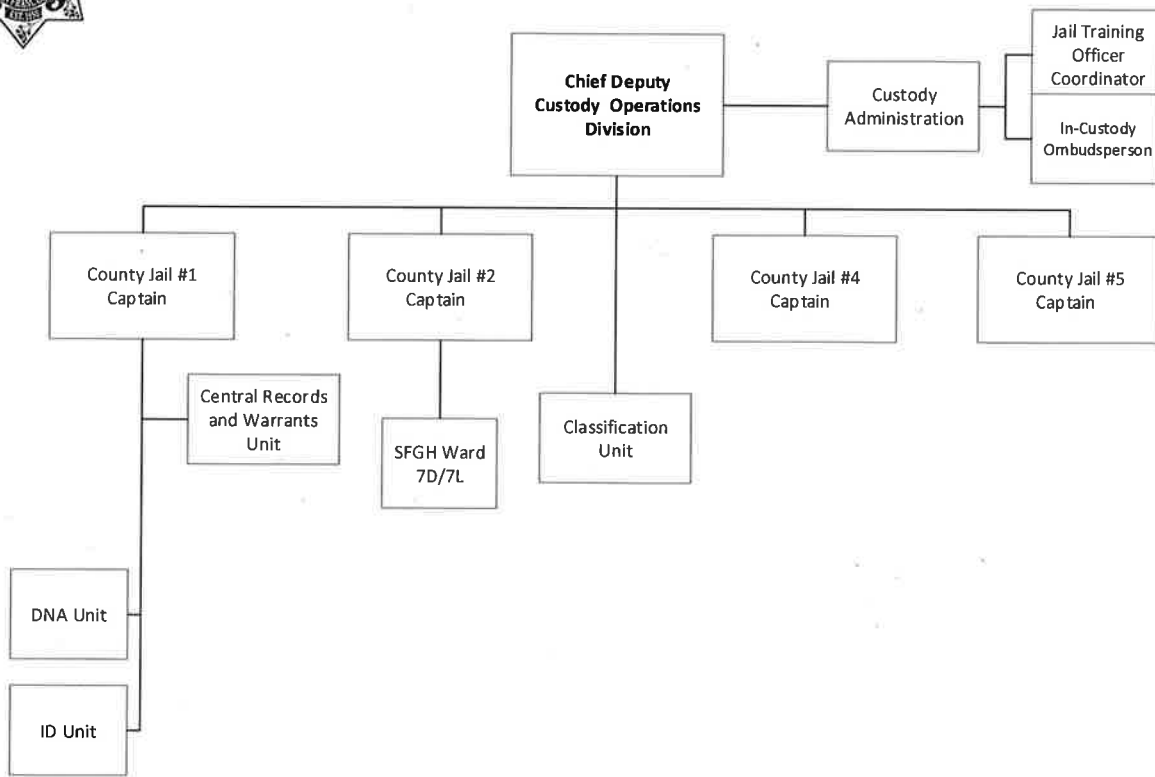 Chief Deputy
Custody Operations
Division
Custody
Administration
Jail Training
Officer
Coordinator
In-Custody
Ombudsperson
County Jail #1
Captain
County Jail #2
Captain
County Jail #4
Captain
County Jail #5
Captain
Central Records
and Warrants
Unit
SFGH Ward
7D/7L
Classification
Unit
DNA Unit
ID Unit